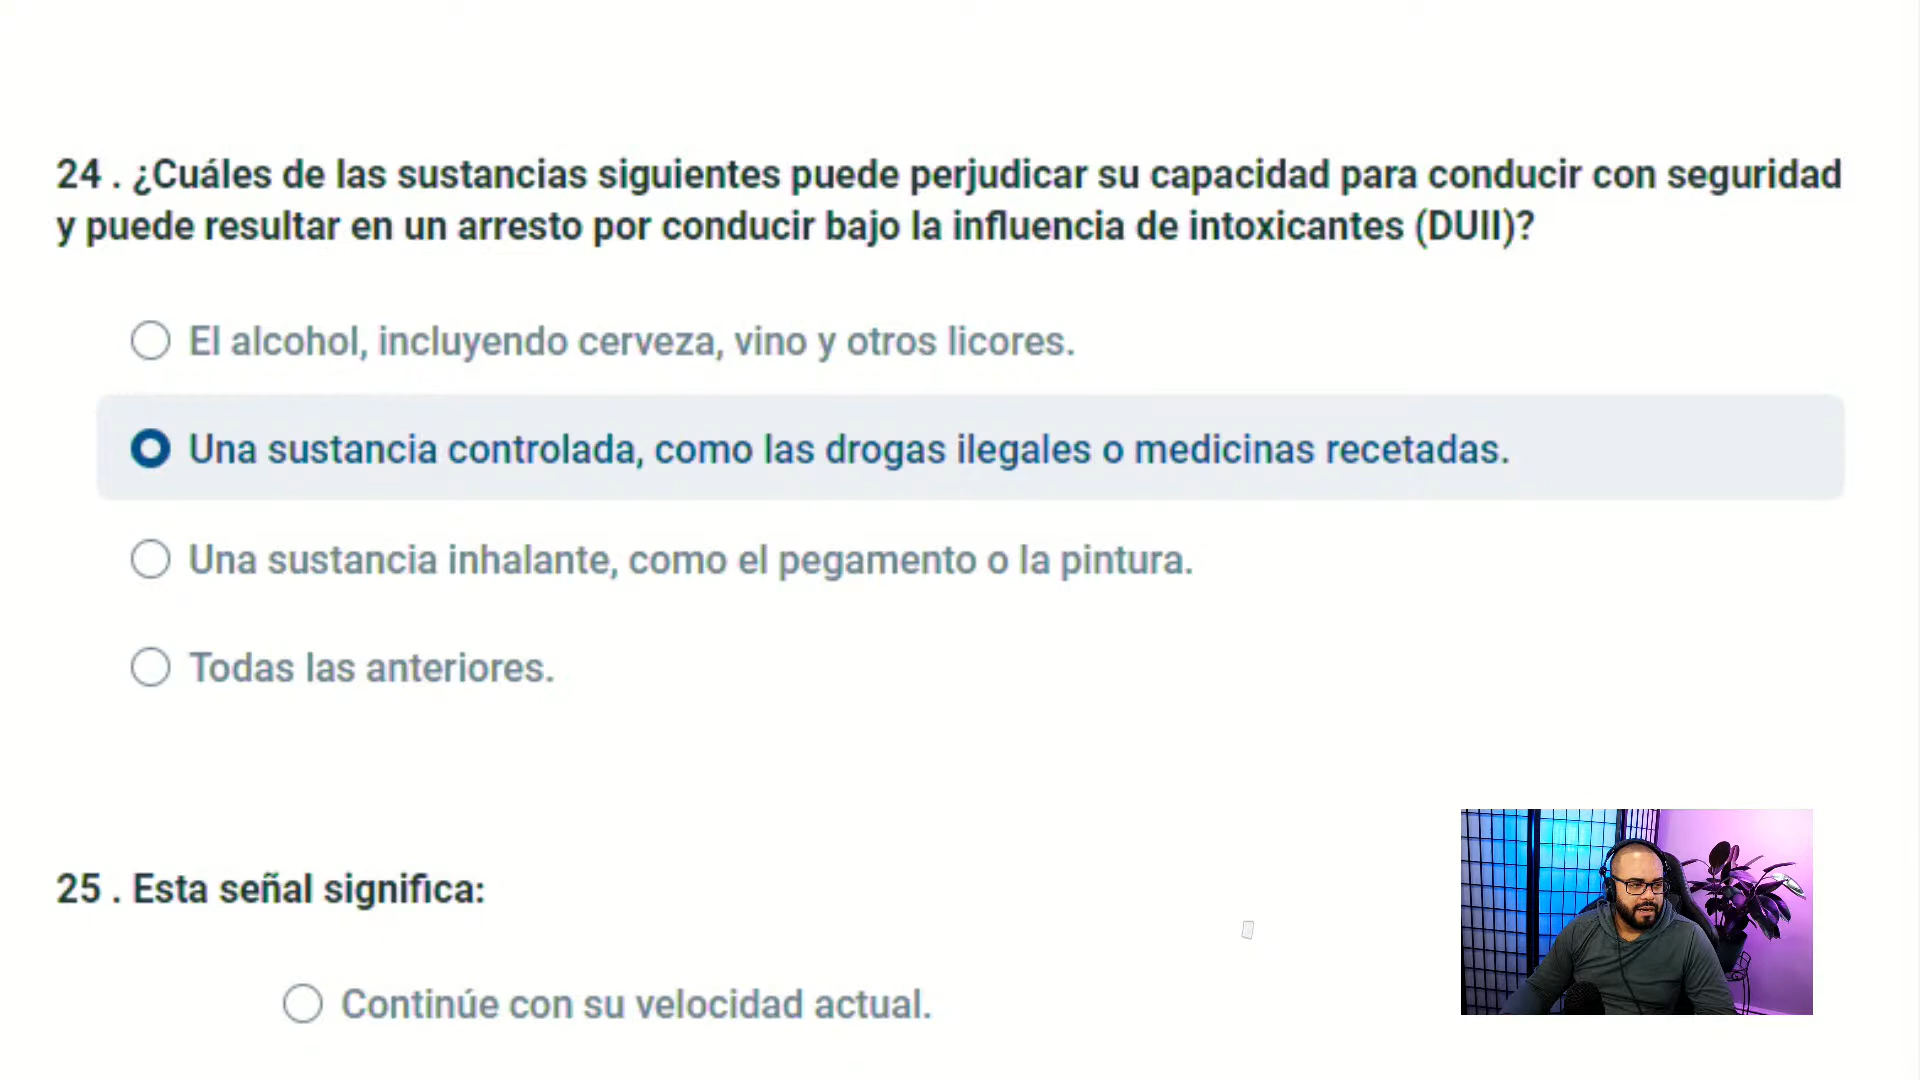 24 . ¿Cuáles de las sustancias siguientes puede perjudicar su capacidad para conducir con seguridad
y puede resultar en un arresto por conducir bajo la influencia de intoxicantes (DUII)?
El alcohol, incluyendo cerveza, vino y otros licores.
Una sustancia controlada, como las drogas ilegales o medicinas recetadas.
Una sustancia inhalante, como el pegamento o la pintura.
Todas las anteriores.
25 . Esta señal significa:
Continúe con su velocidad actual.